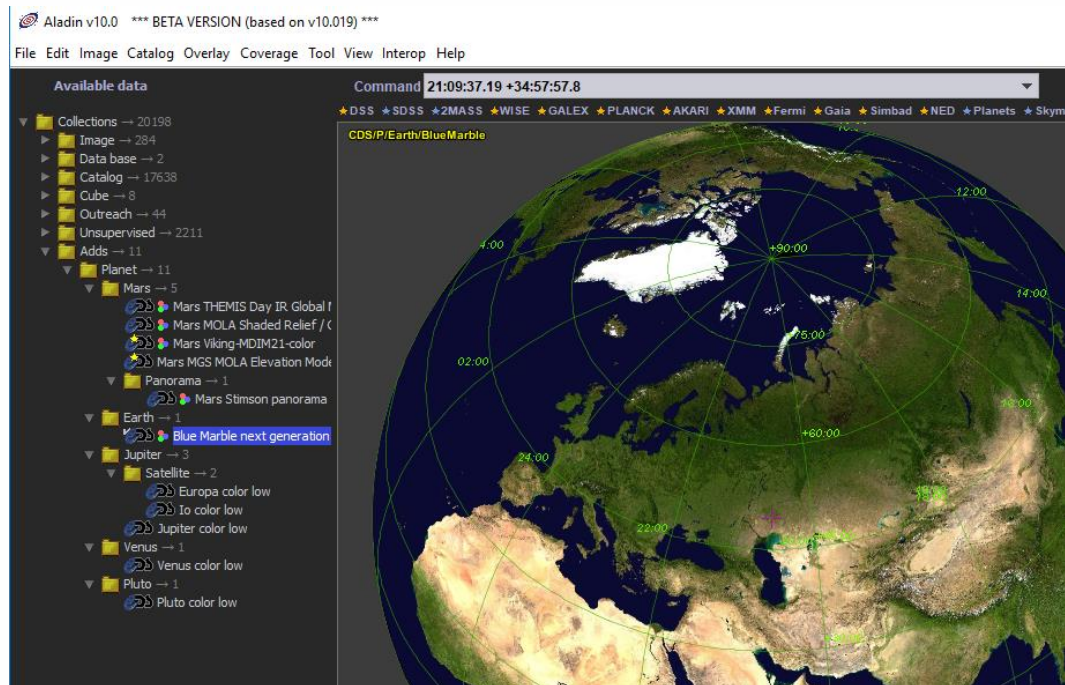 Aladin v10.0 *** BETA VERSION (based on v10.019) ***
File Edit Image Catalog Overlay Coverage Tool View Interop Help
Available data
Command 21:09:37.19 +34:57:57.8
DSS SDSS 2MASS WISE GALEX PLANCK AKARI XMM Fermi Gaia Simbad NED Planets Skym
Collections → 20198
Image → 284
Data base → 2
Catalog → 17638
Cube → 8
Outreach → 44
Unsupervised → 2211
Adds → 11
Planet → 11
Mars → 5
Mars THEMIS Day IR Global
Mars MOLA Shaded Relief /
Mars Viking-MDIM21-color
Mars MGS MOLA Elevation Mode
Panorama → 1
Mars Stimson panorama
Earth → 1
Blue Marble next generation
Jupiter → 3
Satellite → 2
Europa color low
Io color low
Jupiter color low
Venus → 1
Venus color low
Pluto → 1
Pluto color low
CDS/P/Earth/BlueMarble
12:00
4:00
+90:00
14:00
+75:00
02:00
+60:00
24:00
22:00